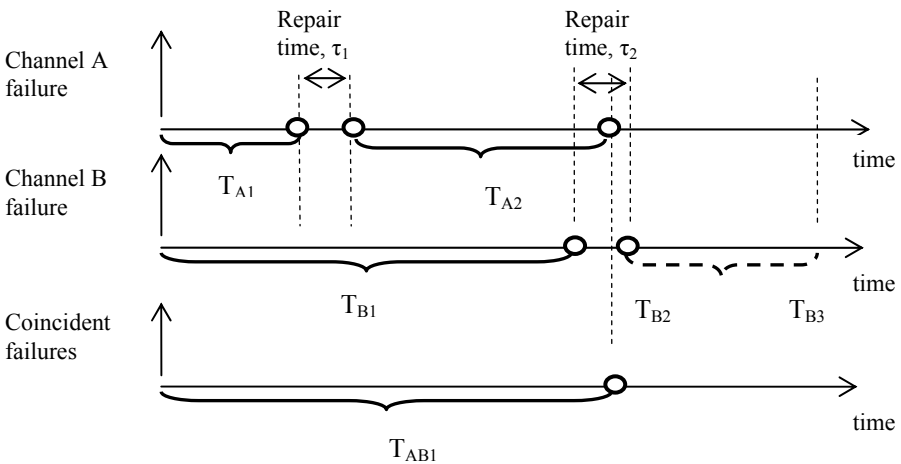 Repair
time, τ1
Repair
time, τ2
Channel A
failure
time
TA1
TA2
Channel B
failure
time
TB1
TB2
TB3
Coincident
failures
time
TAB1